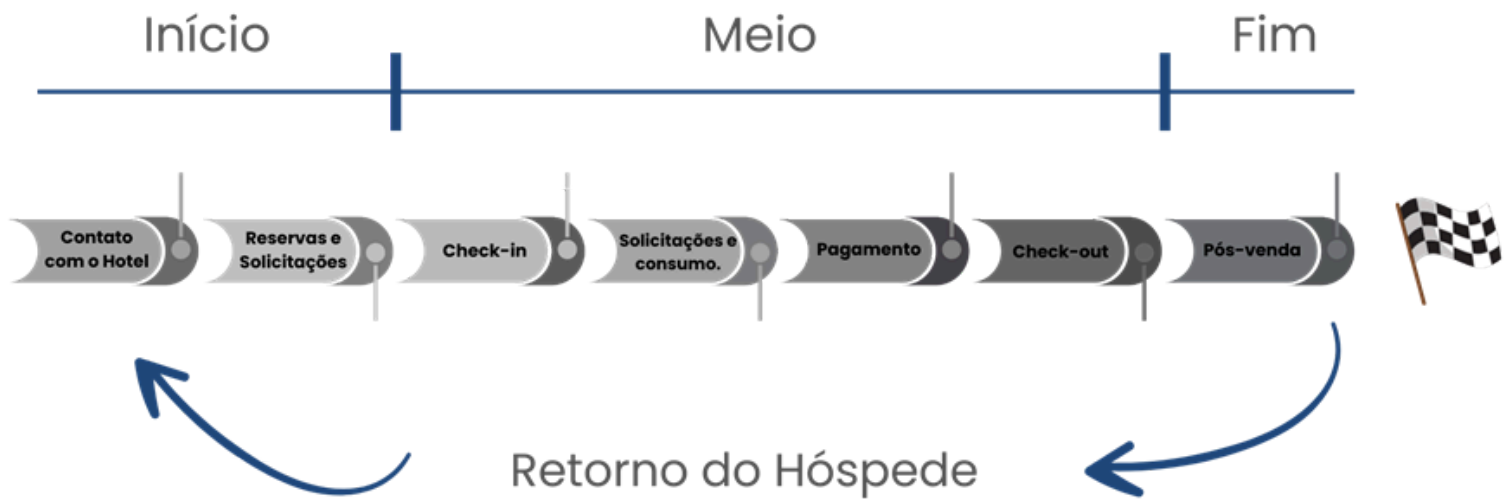 Início
Meio
Fim
Contato
com o Hotel
Reservas e
Solicitações
Check-in
Solicitações e
consumo.
Pagamento
Check-out
Pós-venda
Retorno do Hóspede